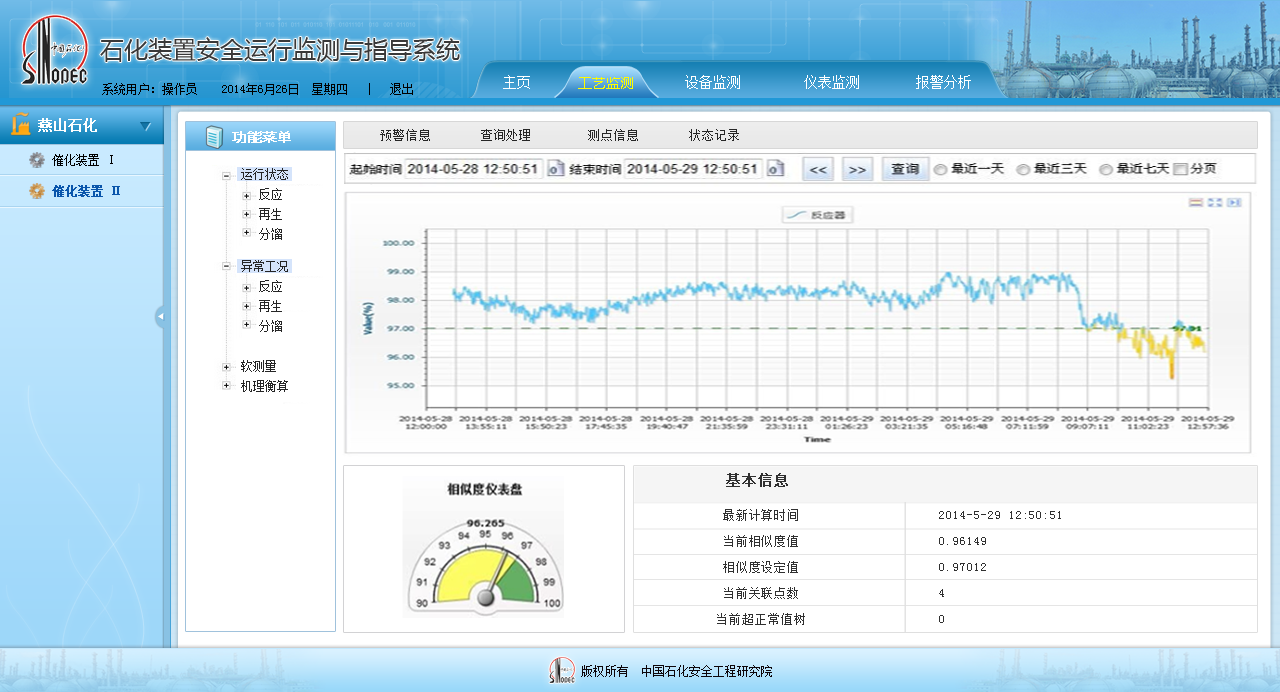 中国石化
SINOPEC
石化装置安全运行监测与指导系统
系统用户：操作员 2014年6月26日 星期四 | 退出
主页 工艺监测 设备监测 仪表监测 报警分析
燕山石化
催化装置 I
催化装置 II
功能菜单
运行状态
反应
再生
分馏
异常工况
反应
再生
分馏
软测量
机理衡算
预警信息 查询处理 测点信息 状态记录
起始时间 2014-05-28 12:50:51 结束时间 2014-05-29 12:50:51 << >> 查询 最近一天 最近三天 最近七天 分页
反应器
100.00
99.00
98.00
97.00
96.00
95.00
Value(%)
2014-05-28 2014-05-28 2014-05-28 2014-05-28 2014-05-28 2014-05-28 2014-05-28 2014-05-29 2014-05-29 2014-05-29 2014-05-29 2014-05-29 2014-05-29 2014-05-29
12:00:00 13:55:11 15:50:23 17:45:35 19:40:47 21:35:59 23:31:11 01:26:23 03:21:35 05:16:48 07:11:59 09:07:11 11:02:23 12:57:36
Time
相似度仪表盘
96.265
90 91 92 93 94 95 96 97 98 99 100
基本信息
最新计算时间 2014-5-29 12:50:51
当前相似度值 0.96149
相似度设定值 0.97012
当前关联点数 4
当前超正常值树 0
SINOPEC
版权所有 中国石化安全工程研究院